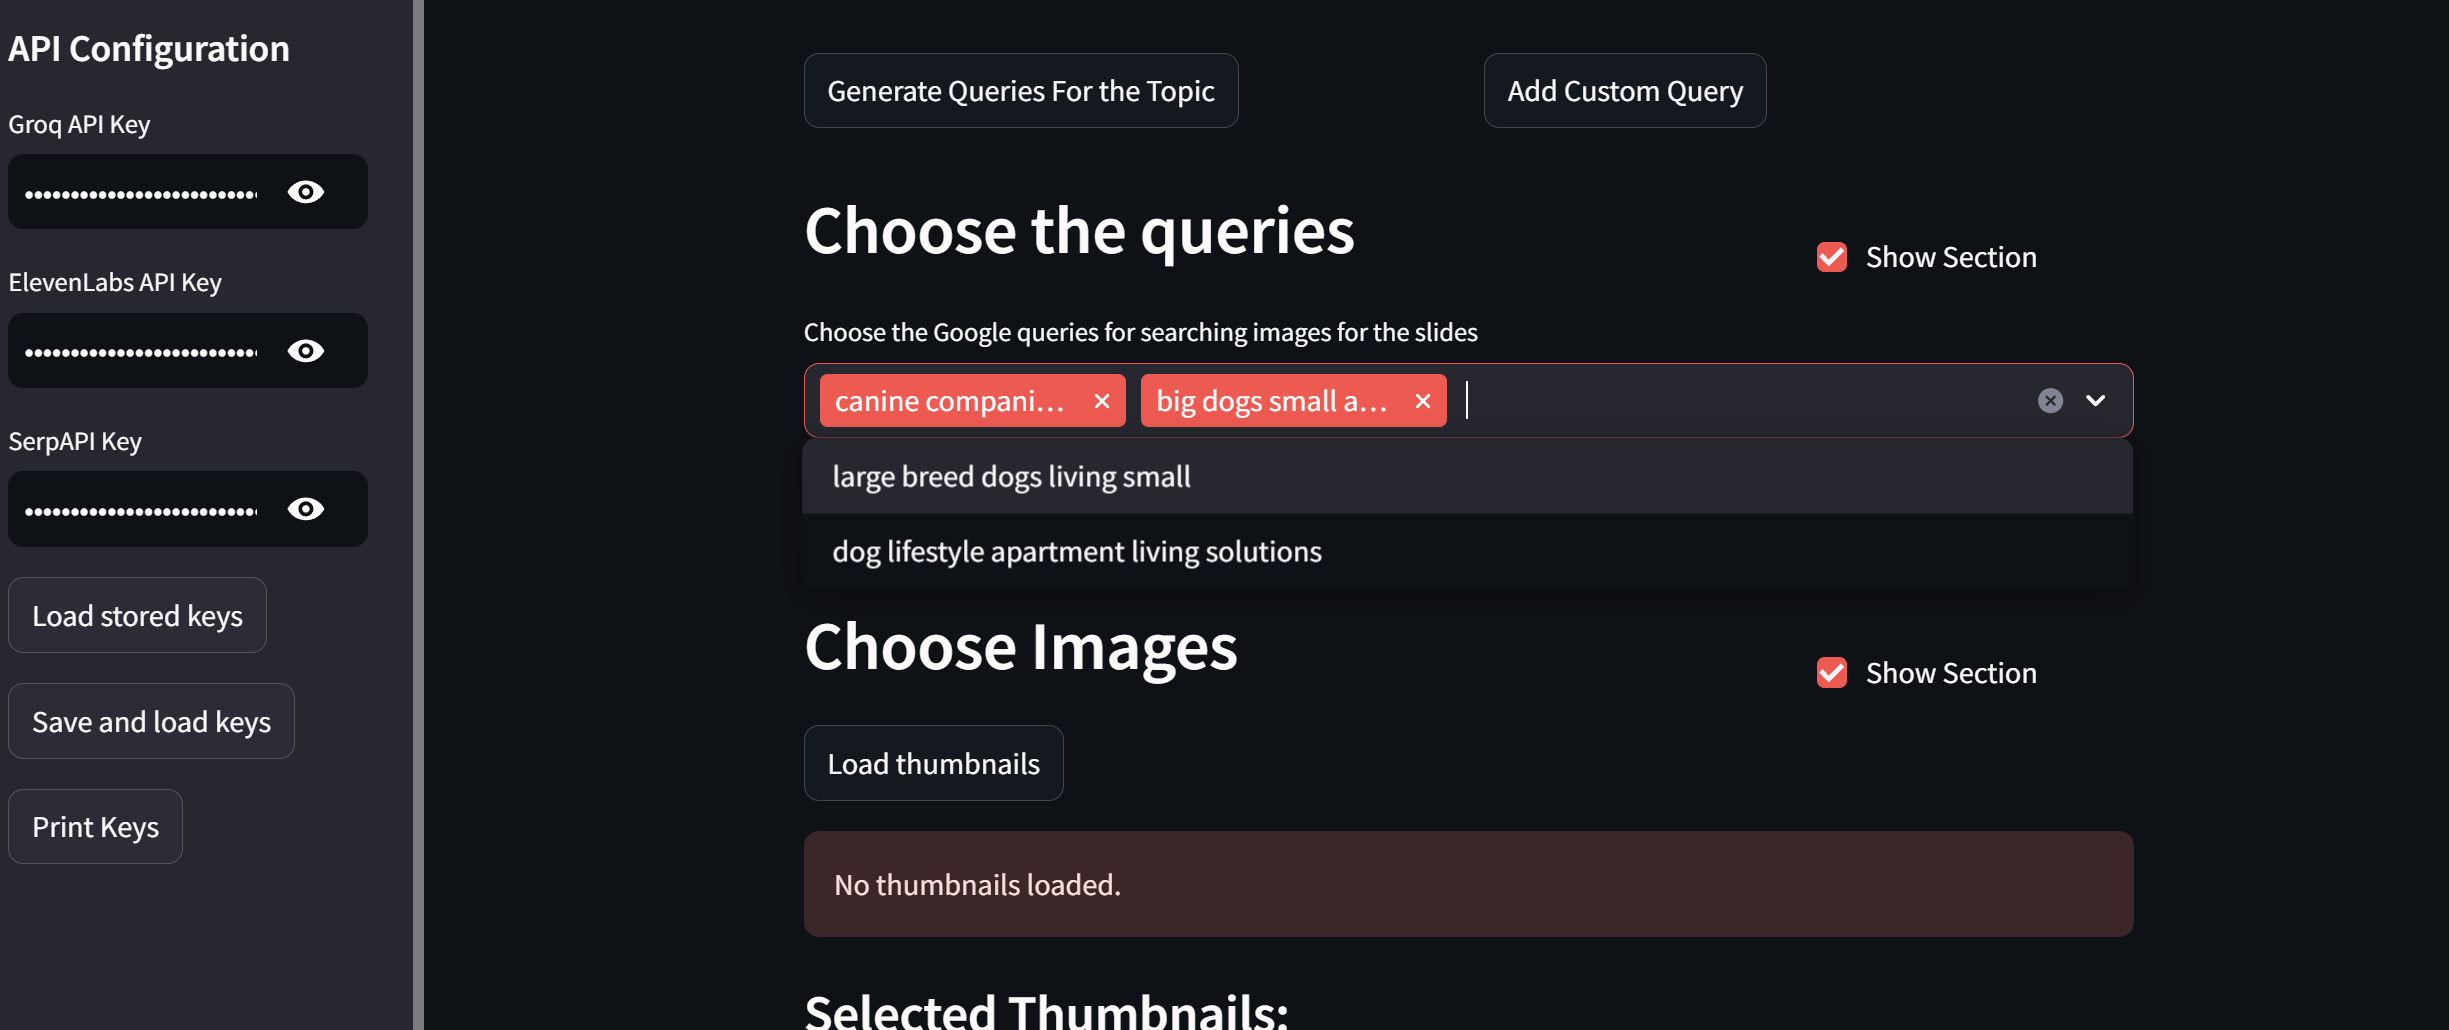 API Configuration
Groq API Key
ElevenLabs API Key
SerpAPI Key
Load stored keys
Save and load keys
Print Keys
Generate Queries For the Topic
Add Custom Query
Choose the queries
Show Section
Choose the Google queries for searching images for the slides
canine compani...
big dogs small a...
large breed dogs living small
dog lifestyle apartment living solutions
Choose Images
Show Section
Load thumbnails
No thumbnails loaded.
Selected Thumbnails: